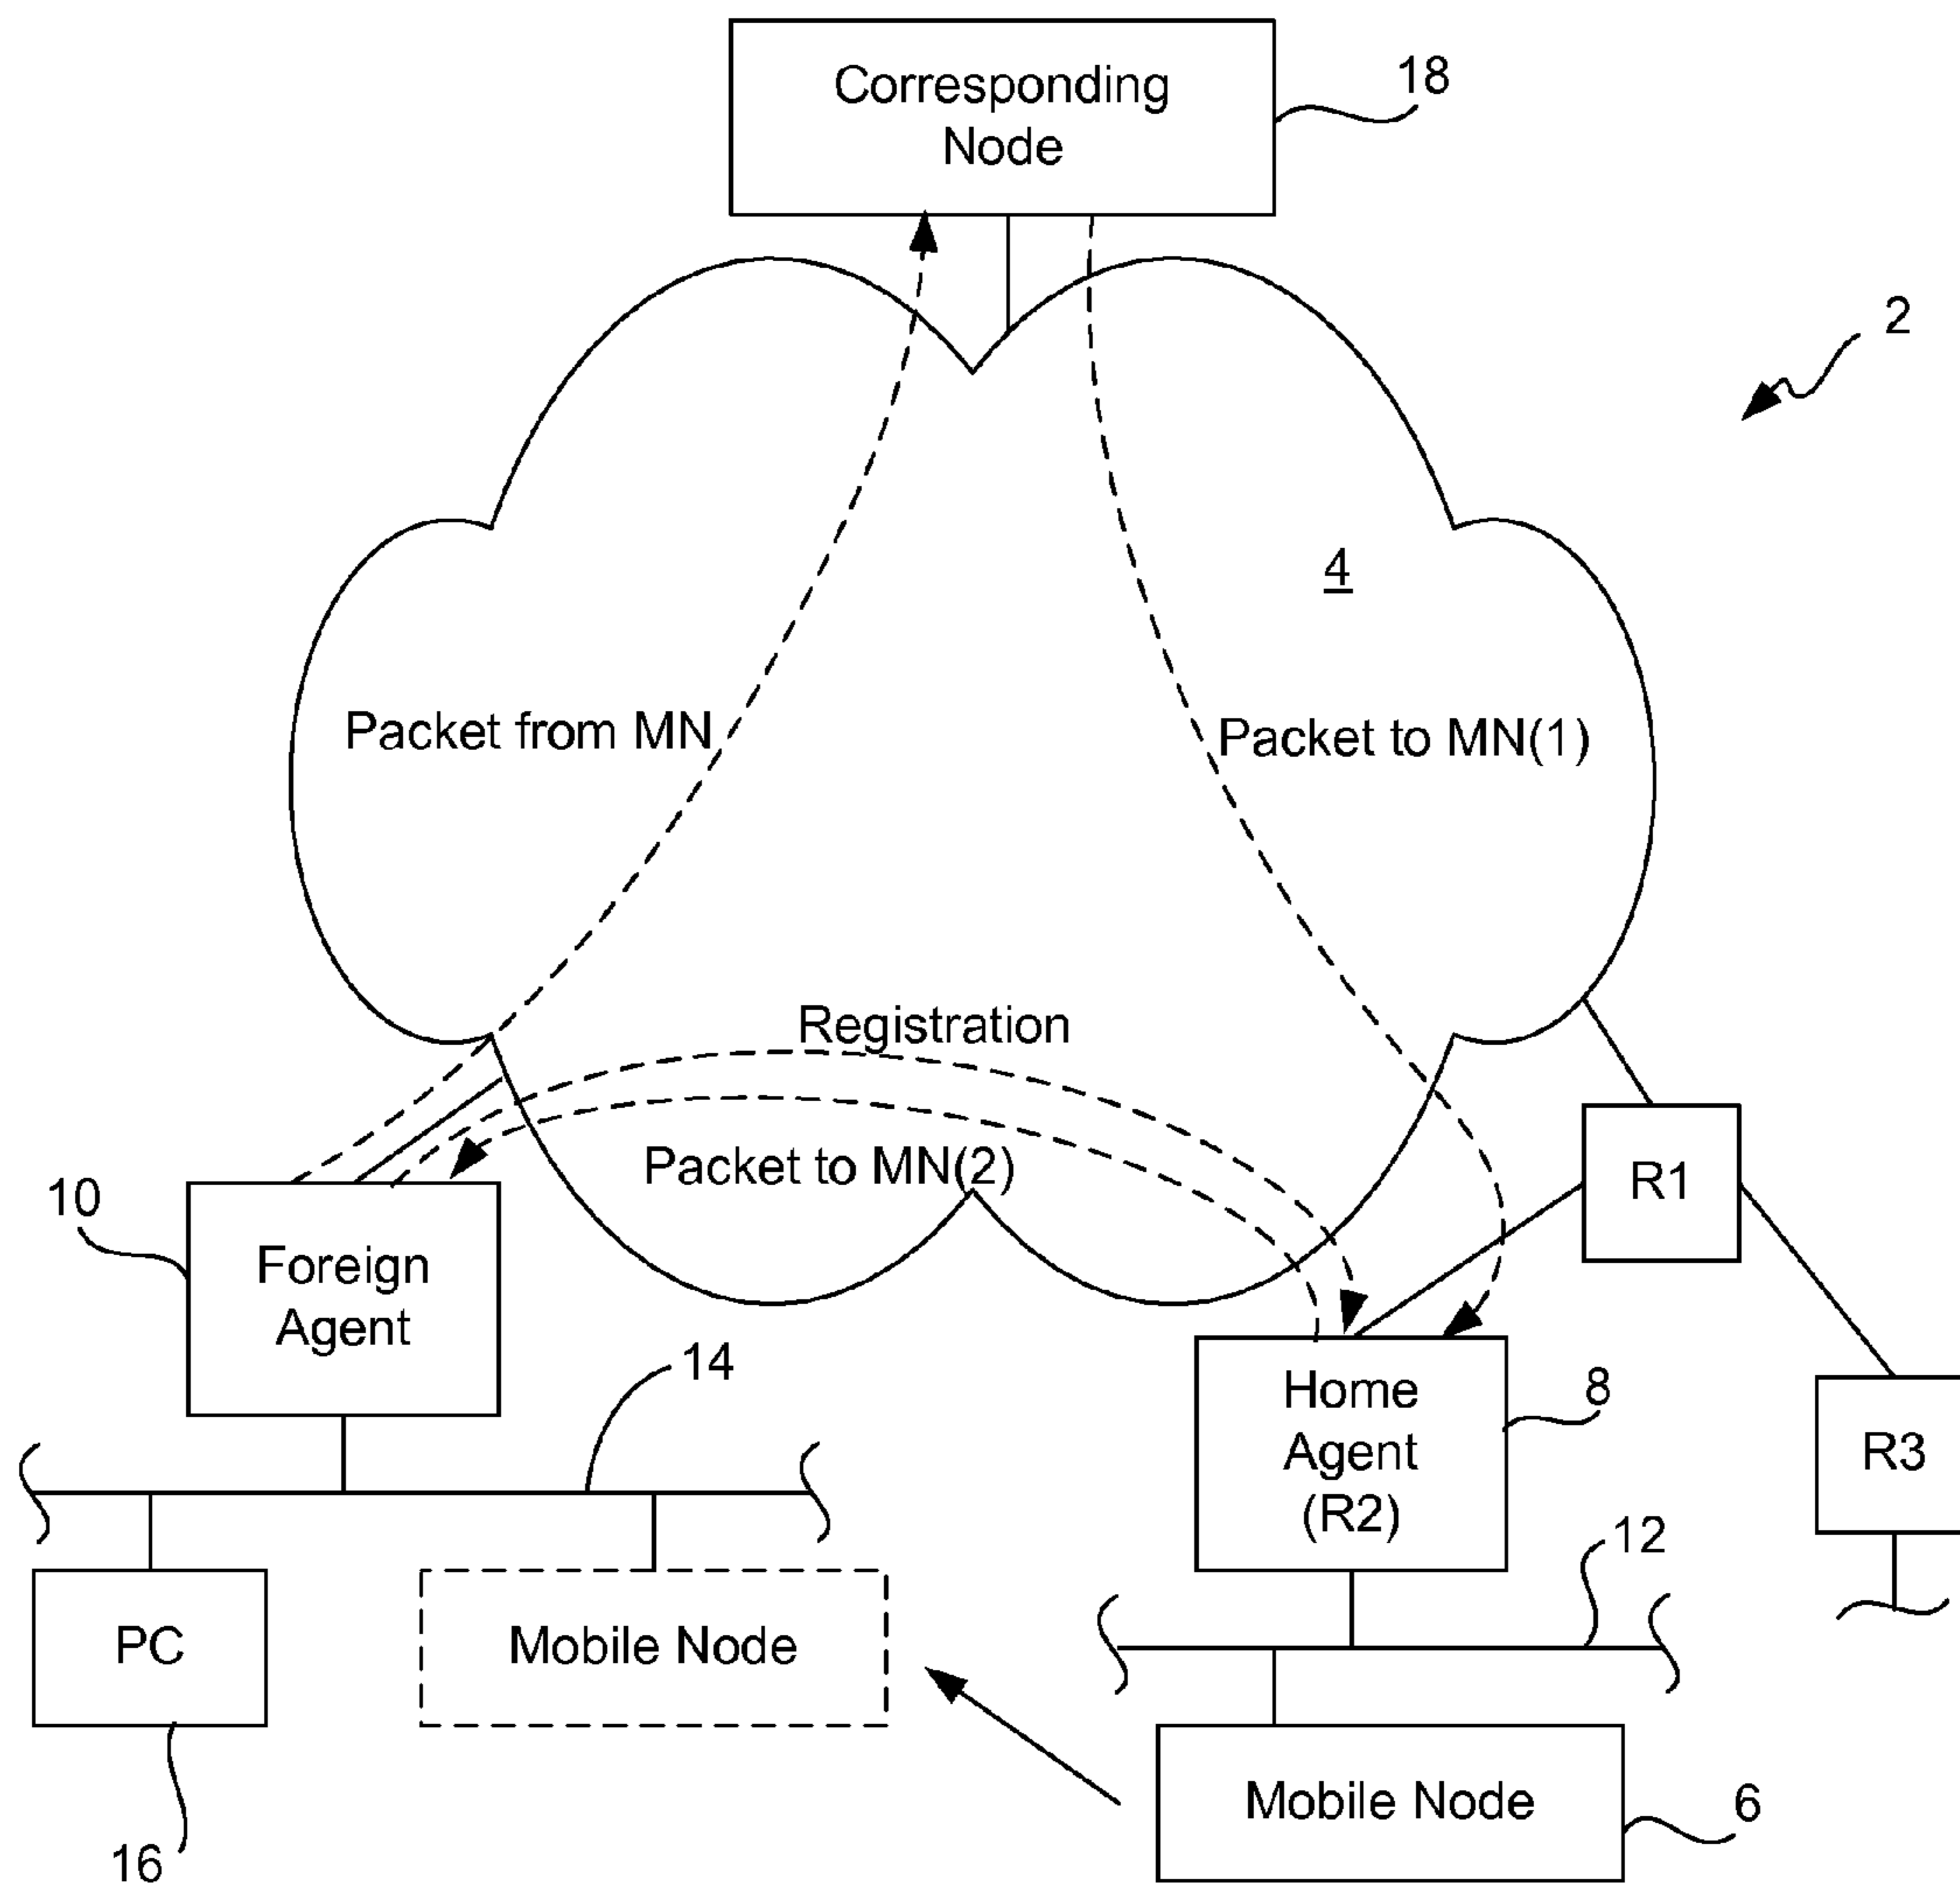 Corresponding
Node
18
2
4
Packet from MN
Packet to MN(1)
Registration
Packet to MN(2)
R1
10
Foreign
Agent
14
Home
Agent
(R2)
8
R3
12
PC
Mobile Node
Mobile Node
6
16